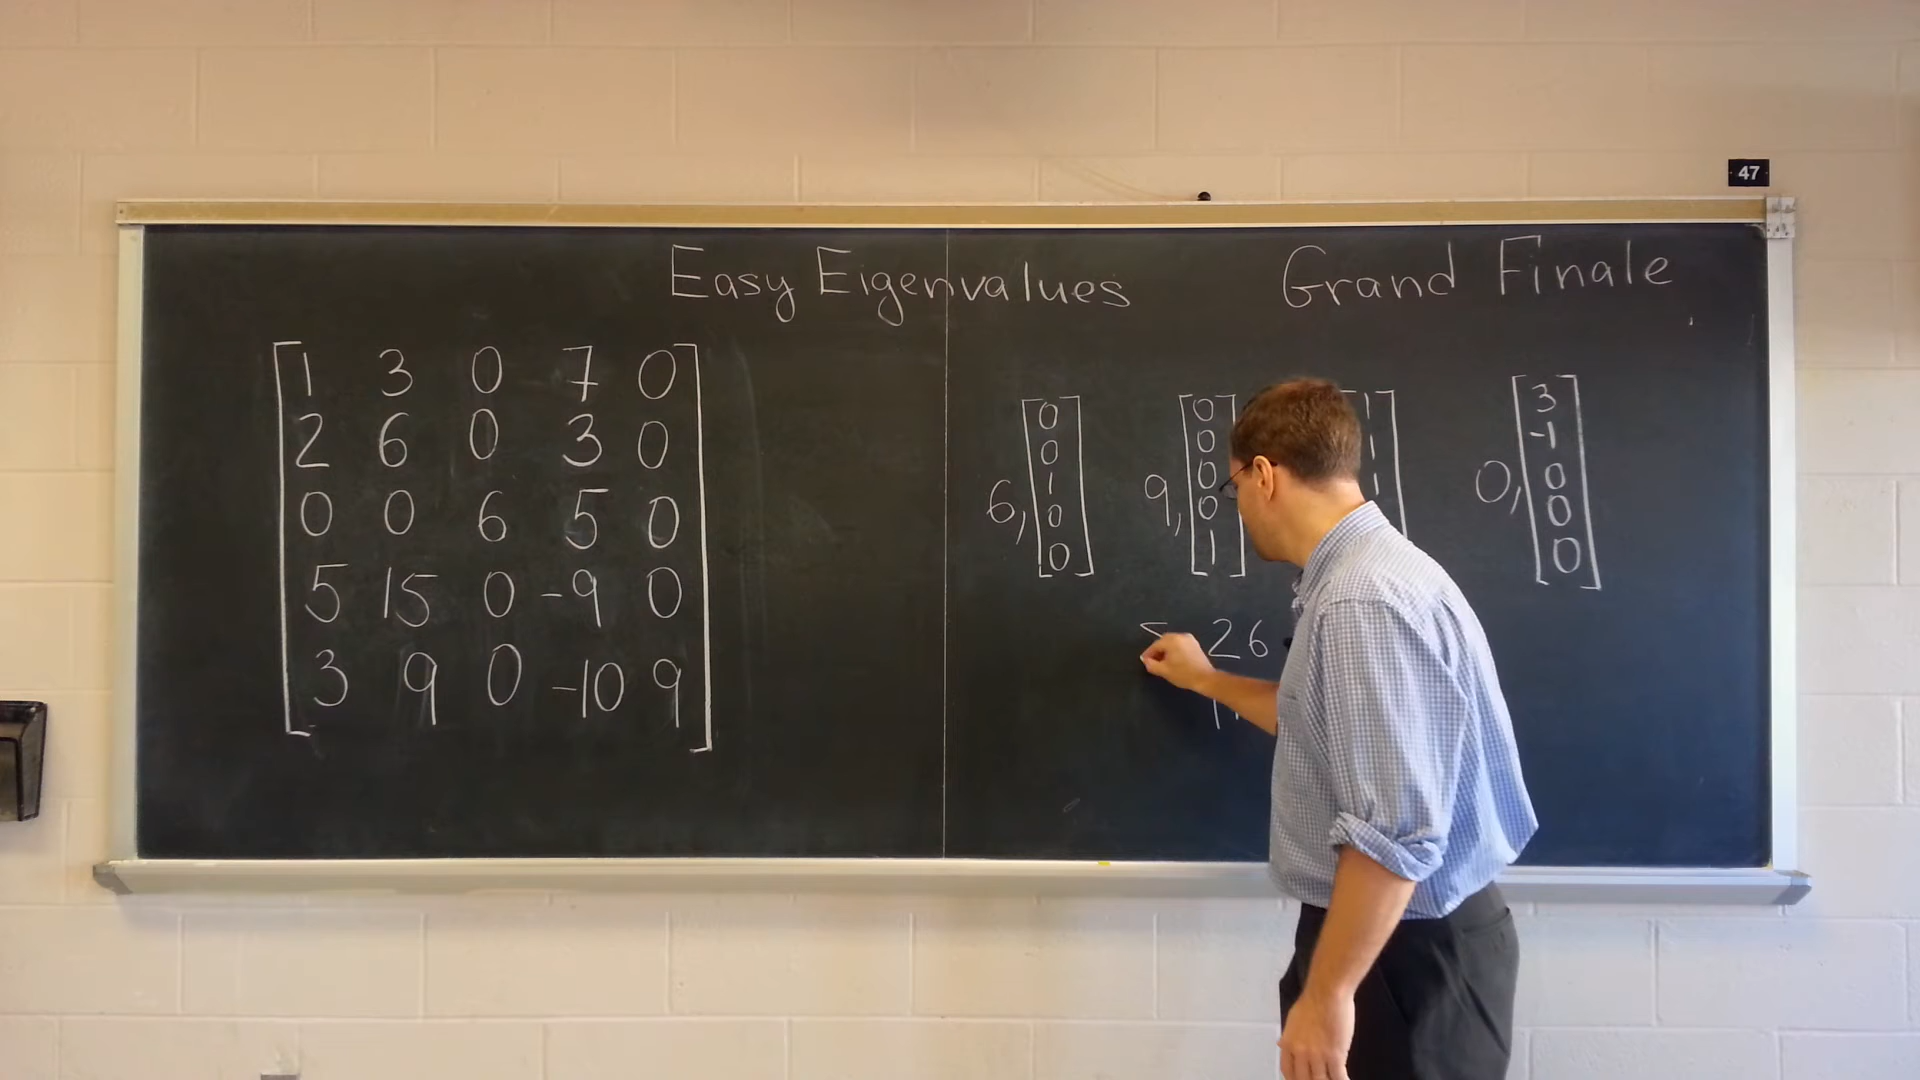 47
Easy Eigenvalues Grand Finale
1 3 0 7 0
2 6 0 3 0
0 0 6 5 0
5 15 0 -9 0
3 9 0 -10 9
6, [0 0 1 0 0]
9, [0 0 0 0 1]
1 1 1
0, [3 -1 0 0 0]
26